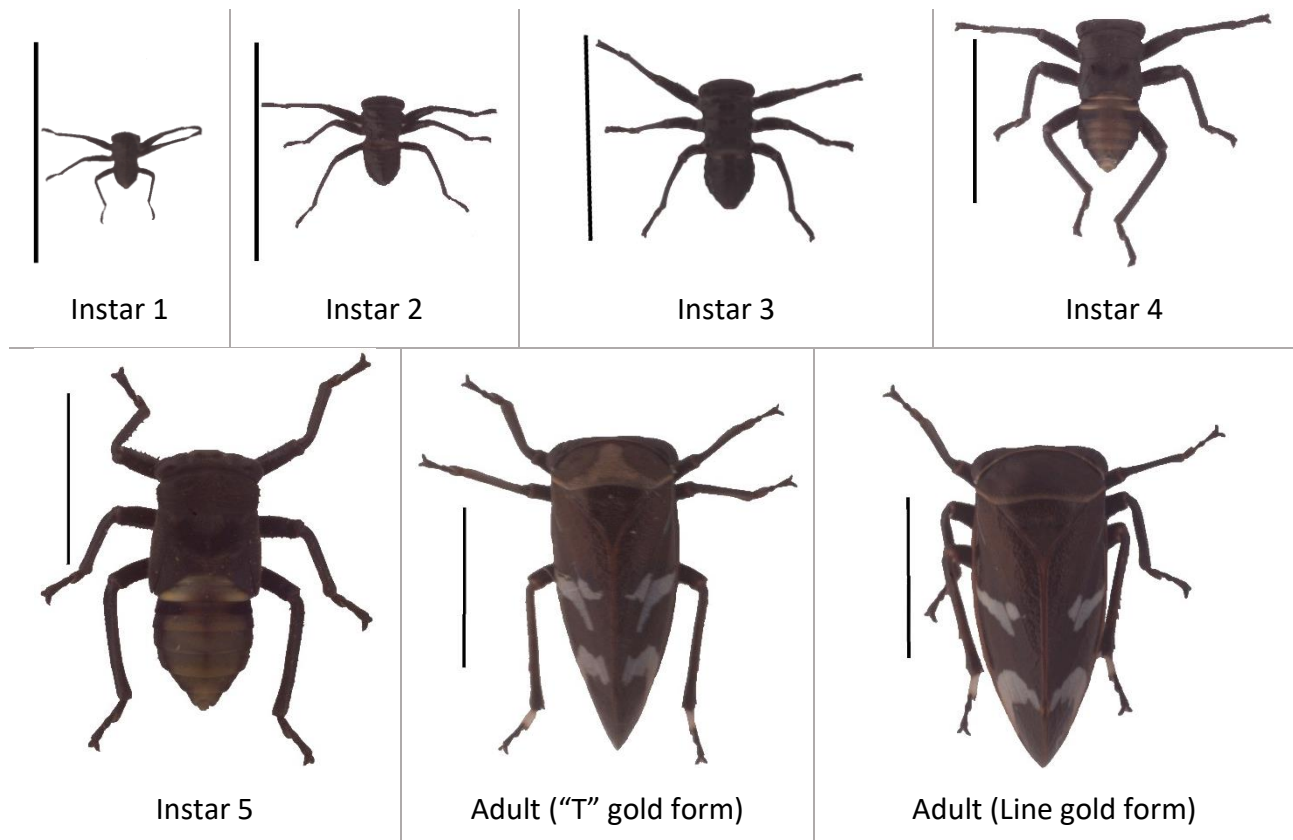 Instar 1
Instar 2
Instar 3
Instar 4
Instar 5
Adult (“T” gold form)
Adult (Line gold form)